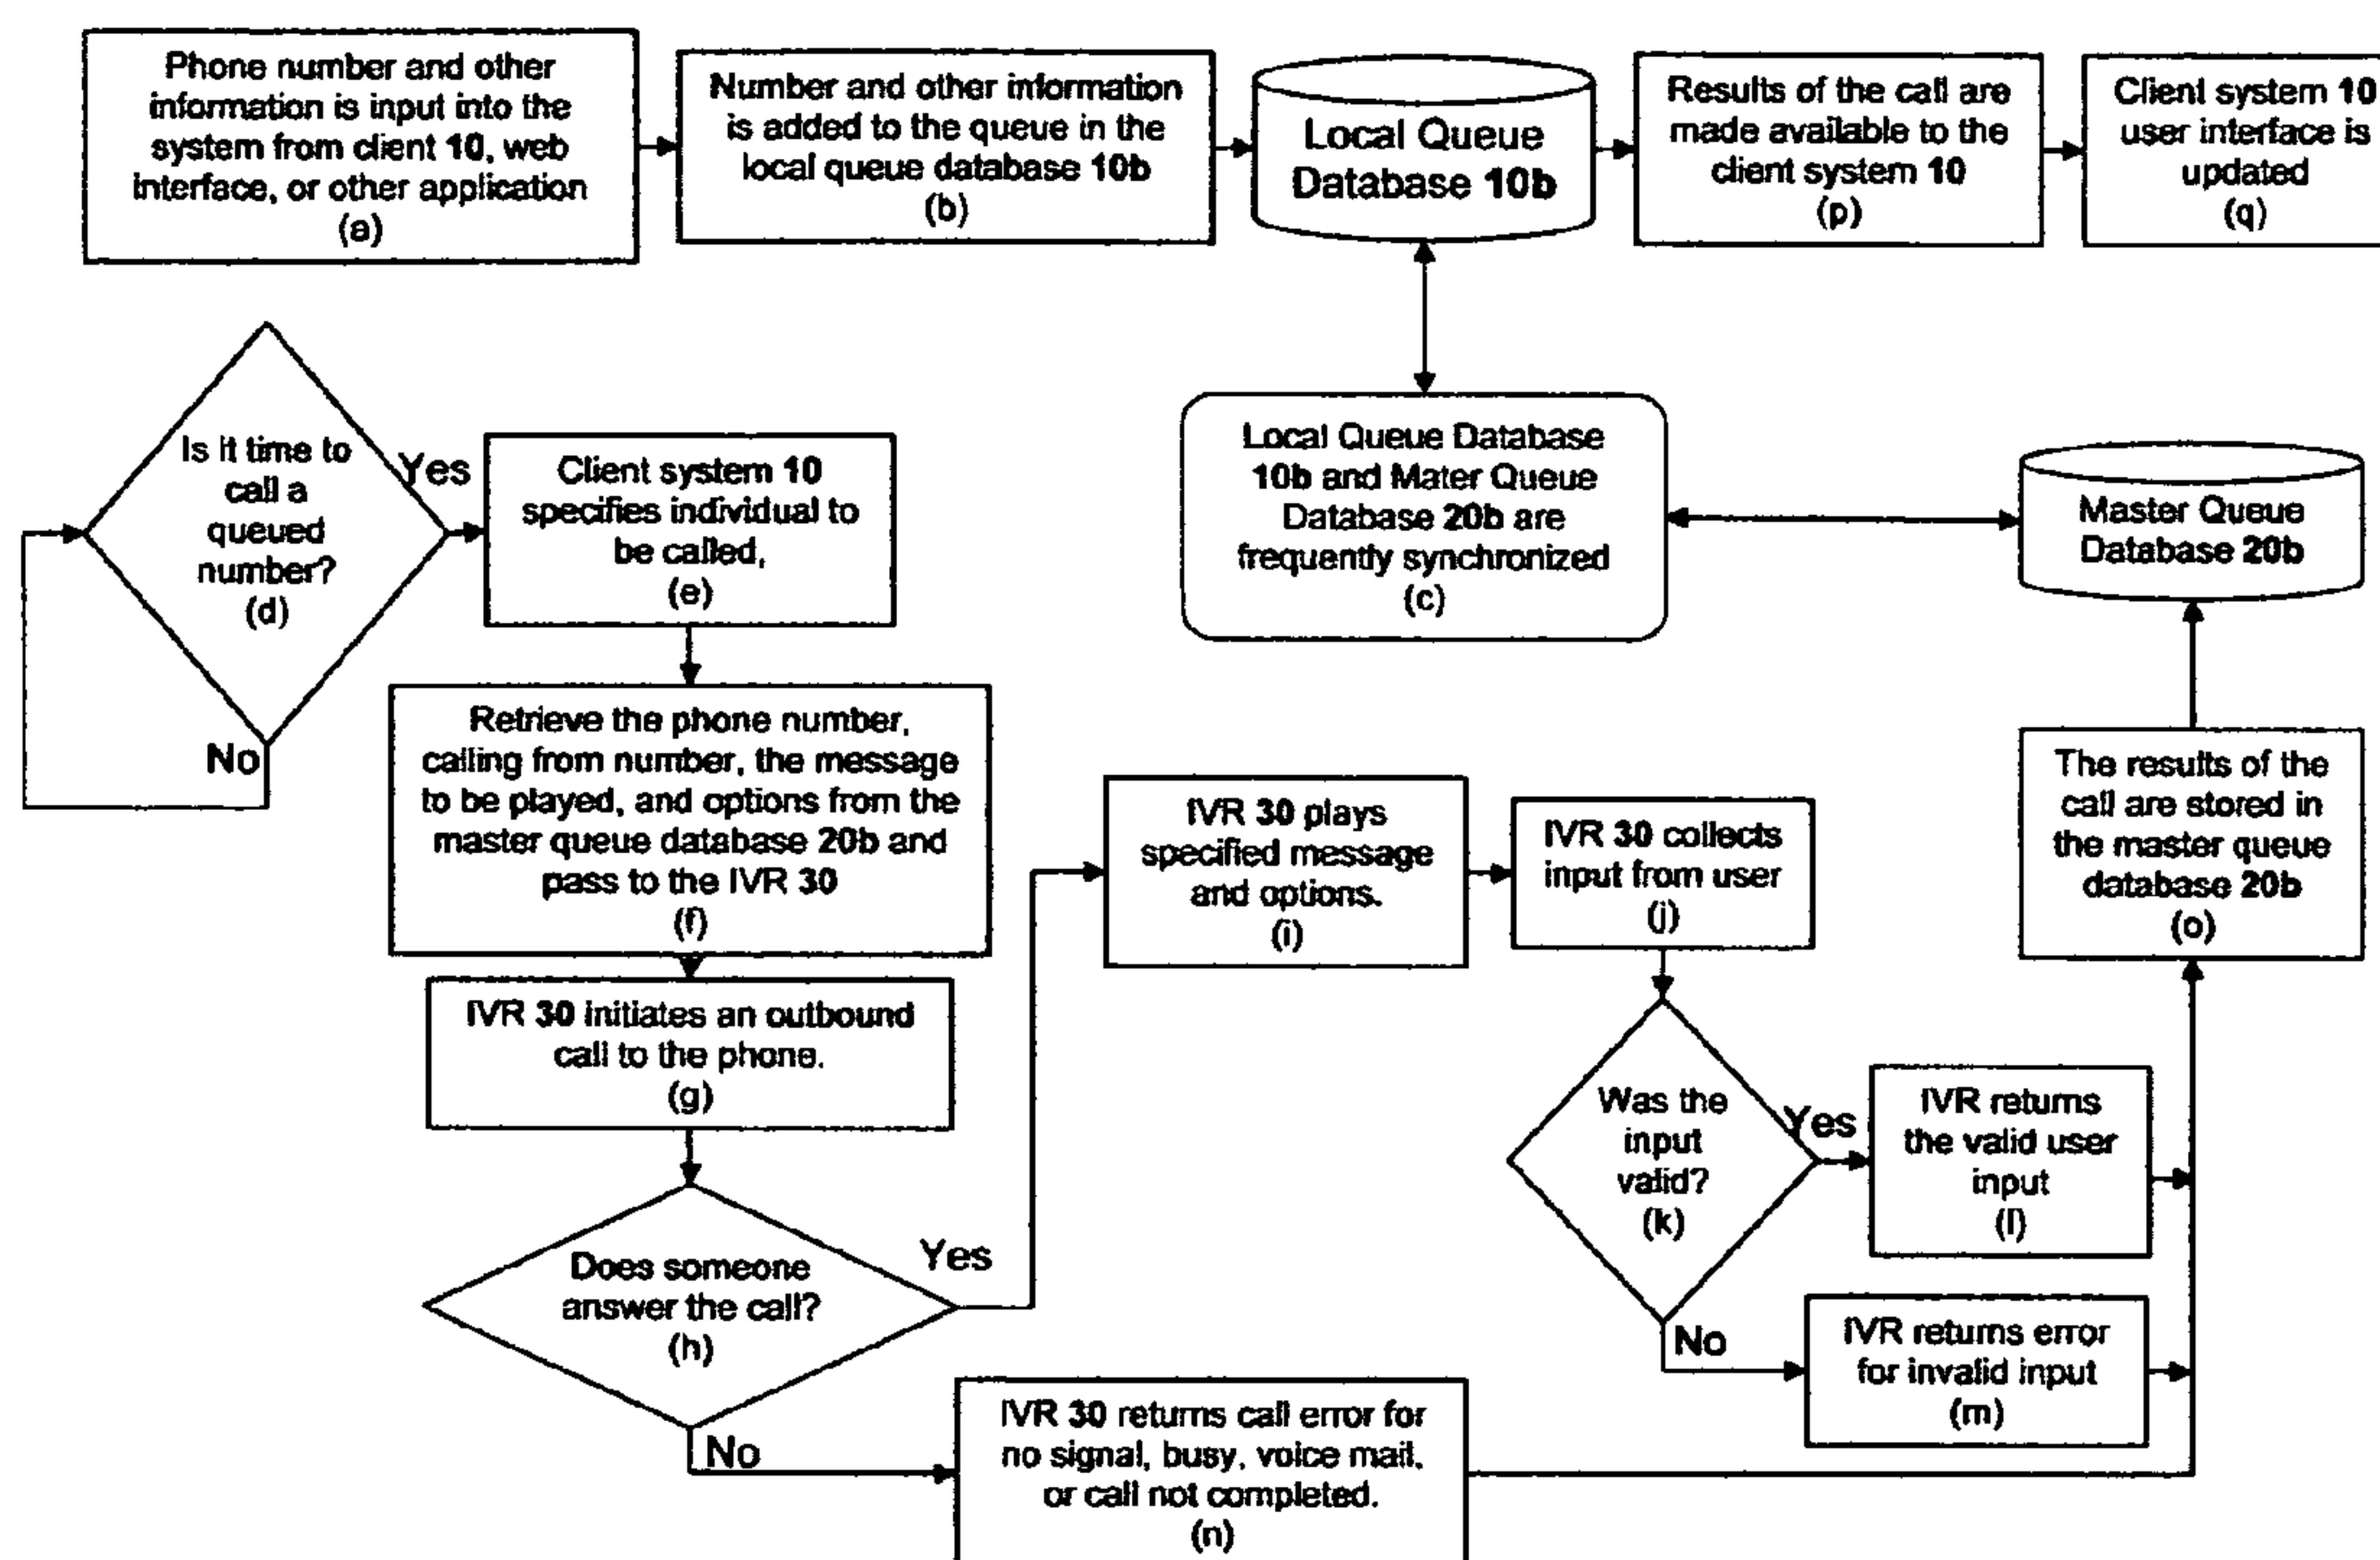 Phone number and other
information is input into the
system from client 10, web
interface, or other application
(a)
Number and other information
is added to the queue in the
local queue database 10b
(b)
Local Queue
Database 10b
Results of the call are
made available to the
client system 10
(p)
Client system 10
user interface is
updated
(q)
Is it time to
call a
queued
number?
(d)
Yes
No
Client system 10
specifies individual to
be called,
(e)
Local Queue Database
10b and Mater Queue
Database 20b are
frequently synchronized
(c)
Master Queue
Database 20b
Retrieve the phone number,
calling from number, the message
to be played, and options from the
master queue database 20b and
pass to the IVR 30
(f)
IVR 30 initiates an outbound
call to the phone.
(g)
Does someone
answer the call?
(h)
Yes
No
IVR 30 plays
specified message
and options.
(i)
IVR 30 collects
input from user
(j)
Was the
input
valid?
(k)
Yes
No
IVR returns
the valid user
input
(l)
IVR returns error
for invalid input
(m)
IVR 30 returns call error for
no signal, busy, voice mail,
or call not completed.
(n)
The results of the
call are stored in
the master queue
database 20b
(o)